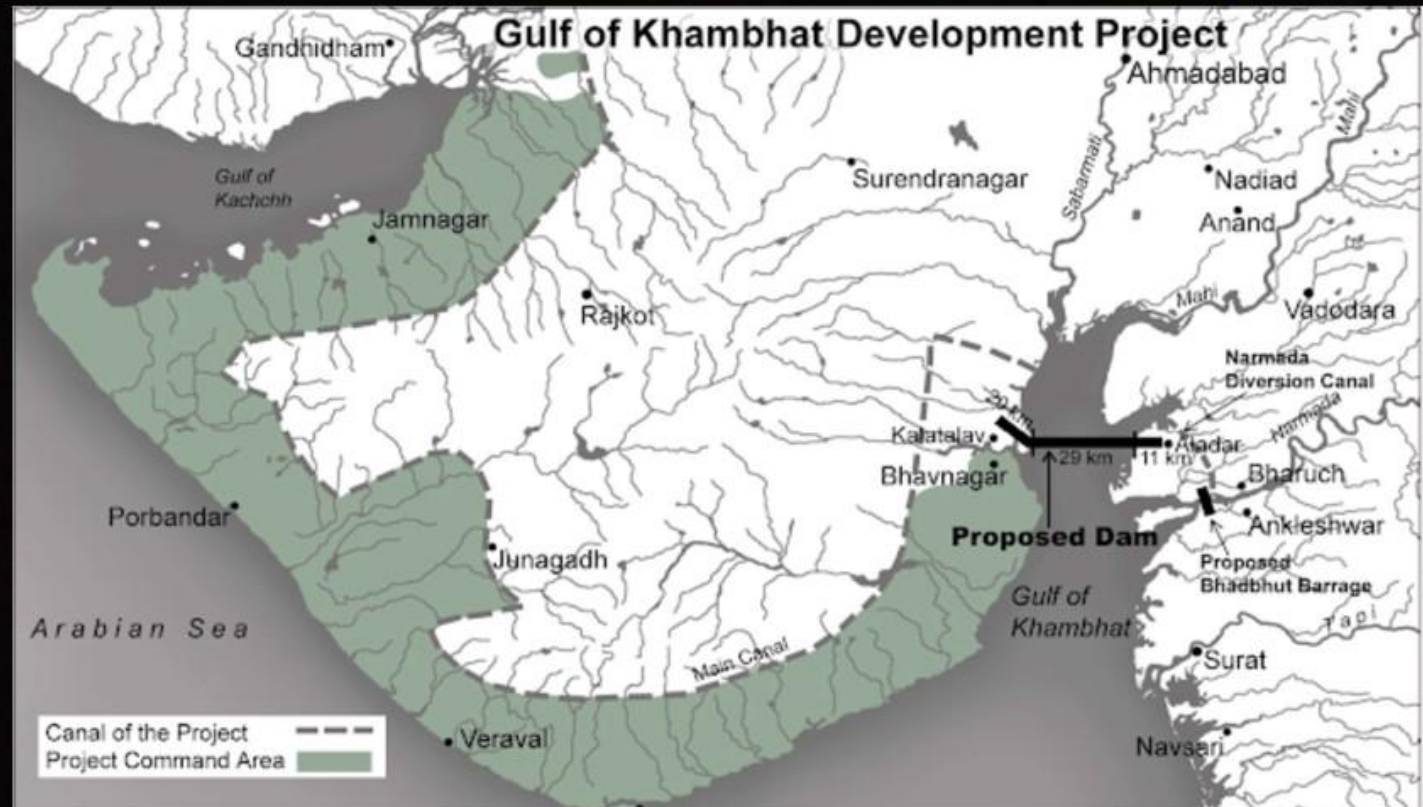 Gulf of Khambhat Development Project
Gandhidham
Ahmadabad
Gulf of
Kachchh
Surendranagar
Sabarmati
Mahi
Nadiad
Anand
Jamnagar
Rajkot
Mahi
Vadodara
Narmada
Diversion Canal
Narmada
Kalatalav
29 km
11 km
Aladar
Bhavnagar
Bharuch
Porbandar
Proposed Dam
Ankleshwar
Junagadh
Proposed
Bhadbhut Barrage
Gulf of
Khambhat
Arabian Sea
Tapi
Main Canal
Surat
Canal of the Project
Project Command Area
Veraval
Navsari